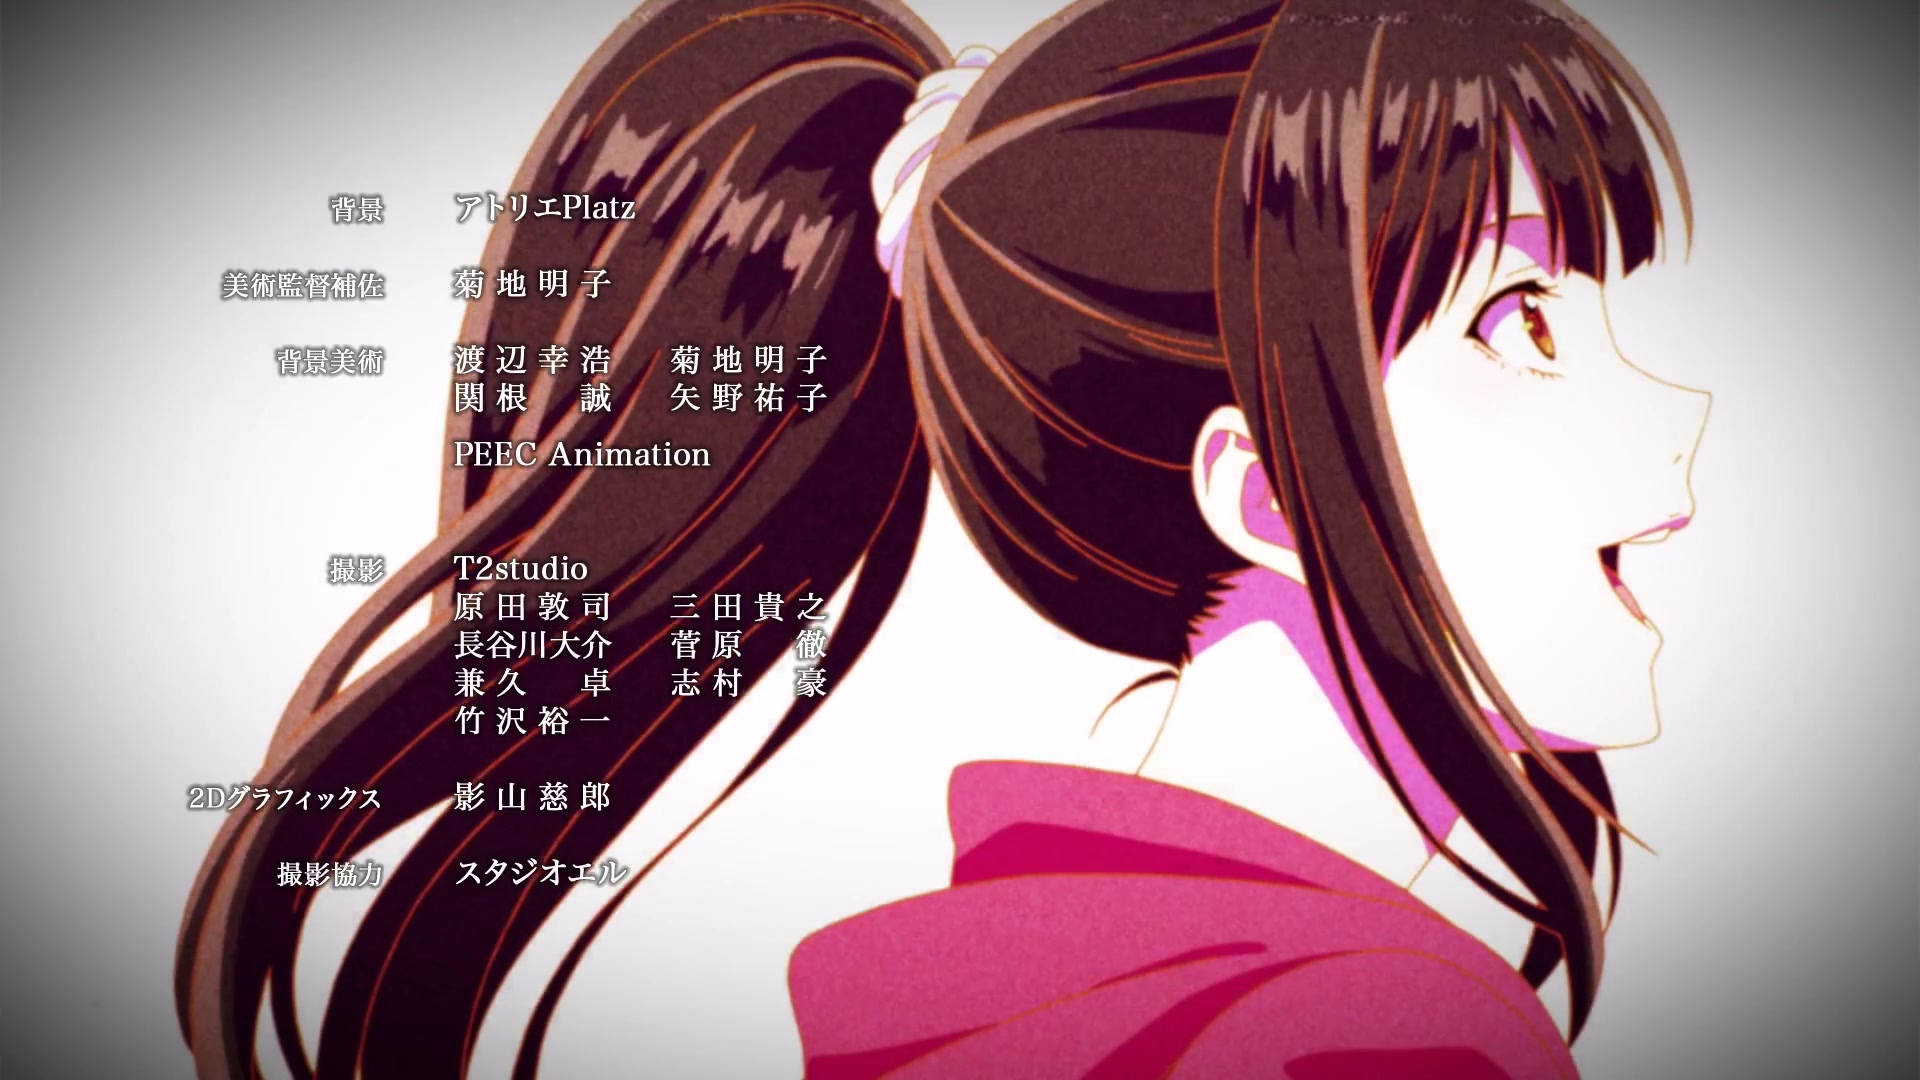 背景 アトリエPlatz
美術監督補佐 菊地明子
背景美術 渡辺幸浩 菊地明子
関根 誠 矢野祐子
PEEC Animation
撮影 T2studio
原田敦司 三田貴之
長谷川大介 菅原 徹
兼久 卓 志村 豪
竹沢裕一
2Dグラフィックス 影山慈郎
撮影協力 スタジオエル